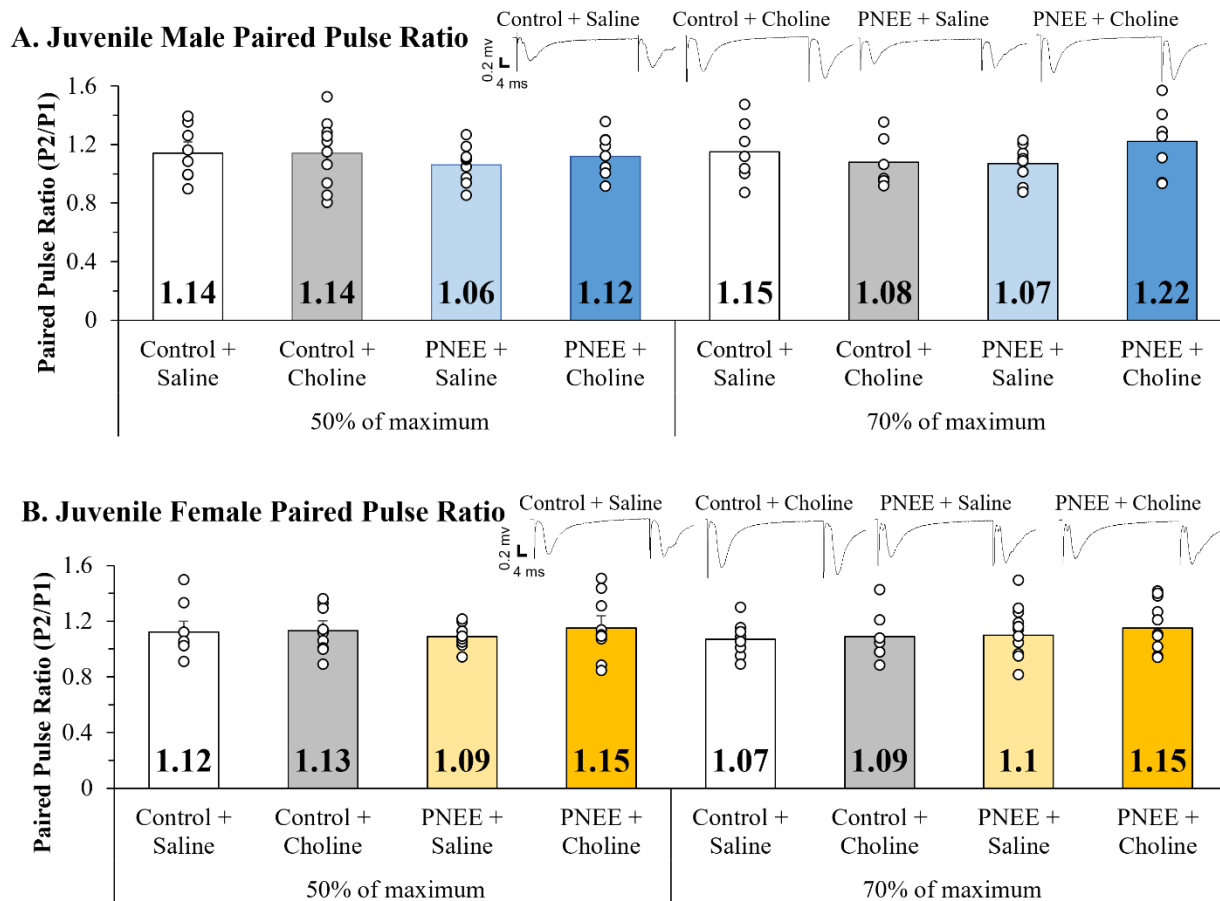 A. Juvenile Male Paired Pulse Ratio
Control + Saline
Control + Choline
PNEE + Saline
PNEE + Choline
0.2 mv
4 ms
Paired Pulse Ratio (P2/P1)
1.6
1.2
0.8
0.4
0
1.14
1.14
1.06
1.12
1.15
1.08
1.07
1.22
Control +
Saline
Control +
Choline
PNEE +
Saline
PNEE +
Choline
Control +
Saline
Control +
Choline
PNEE +
Saline
PNEE +
Choline
50% of maximum
70% of maximum
B. Juvenile Female Paired Pulse Ratio
Control + Saline
Control + Choline
PNEE + Saline
PNEE + Choline
0.2 mv
4 ms
Paired Pulse Ratio (P2/P1)
1.6
1.2
0.8
0.4
0
1.12
1.13
1.09
1.15
1.07
1.09
1.1
1.15
Control +
Saline
Control +
Choline
PNEE +
Saline
PNEE +
Choline
Control +
Saline
Control +
Choline
PNEE +
Saline
PNEE +
Choline
50% of maximum
70% of maximum